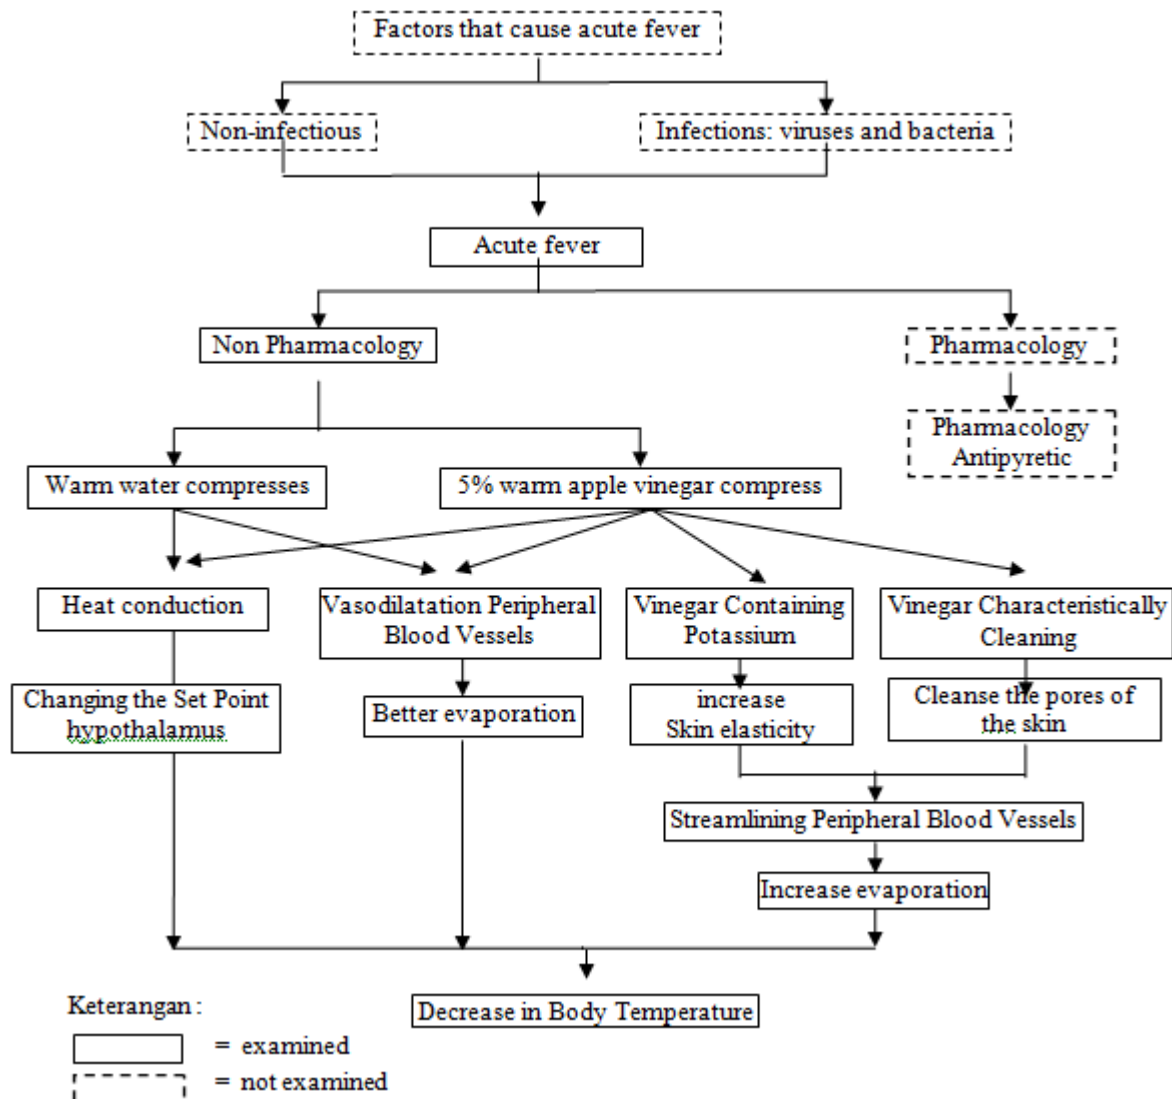 Factors that cause acute fever
Non-infectious
Infections: viruses and bacteria
Acute fever
Non Pharmacology
Pharmacology
Pharmacology
Antipyretic
Warm water compresses
5% warm apple vinegar compress
Heat conduction
Vasodilatation Peripheral
Blood Vessels
Vinegar Containing
Potassium
Vinegar Characteristically
Cleaning
Changing the Set Point
hypothalamus
Better evaporation
increase
Skin elasticity
Cleanse the pores of
the skin
Streamlining Peripheral Blood Vessels
Increase evaporation
Decrease in Body Temperature
Keterangan :
= examined
= not examined